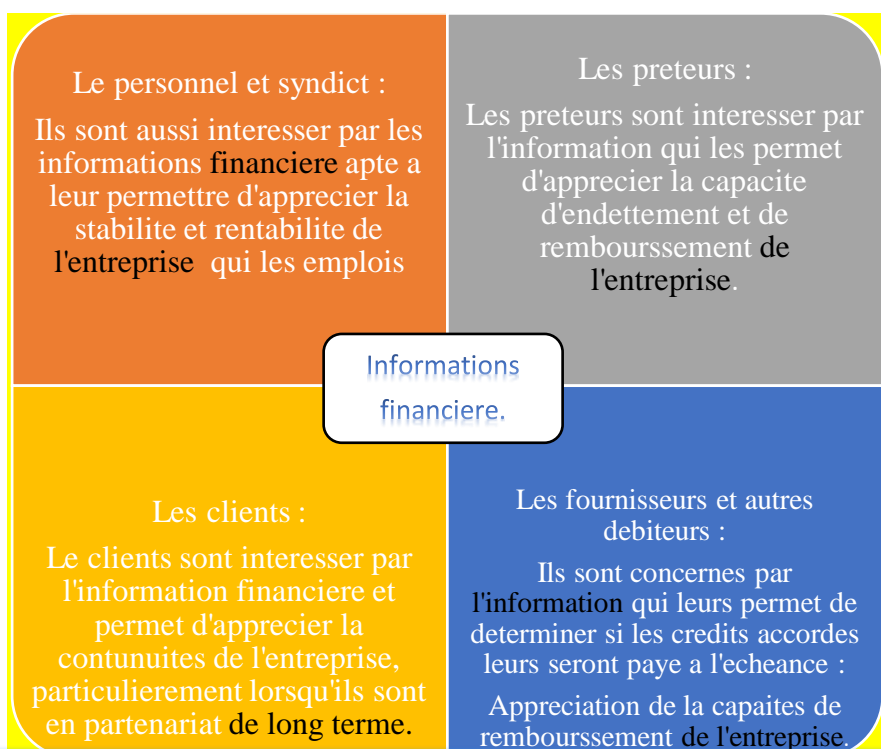 Le personnel et syndict :
Ils sont aussi interesser par les
informations financiere apte a
leur permettre d'apprecier la
stabilite et rentabilite de
l'entreprise qui les emplois
Les preteurs :
Les preteurs sont interesser par
l'information qui les permet
d'apprecier la capacite
d'endettement et de
rembourssement de
l'entreprise.
Informations
financiere.
Les clients :
Le clients sont interesser par
l'information financiere et
permet d'apprecier la
contunuites de l'entreprise,
particulierement lorsqu'ils sont
en partenariat de long terme.
Les fournisseurs et autres
debiteurs :
Ils sont concernes par
l'information qui leurs permet de
determiner si les credits accordes
leurs seront paye a l'echeance :
Appreciation de la capaites de
rembourssement de l'entreprise.